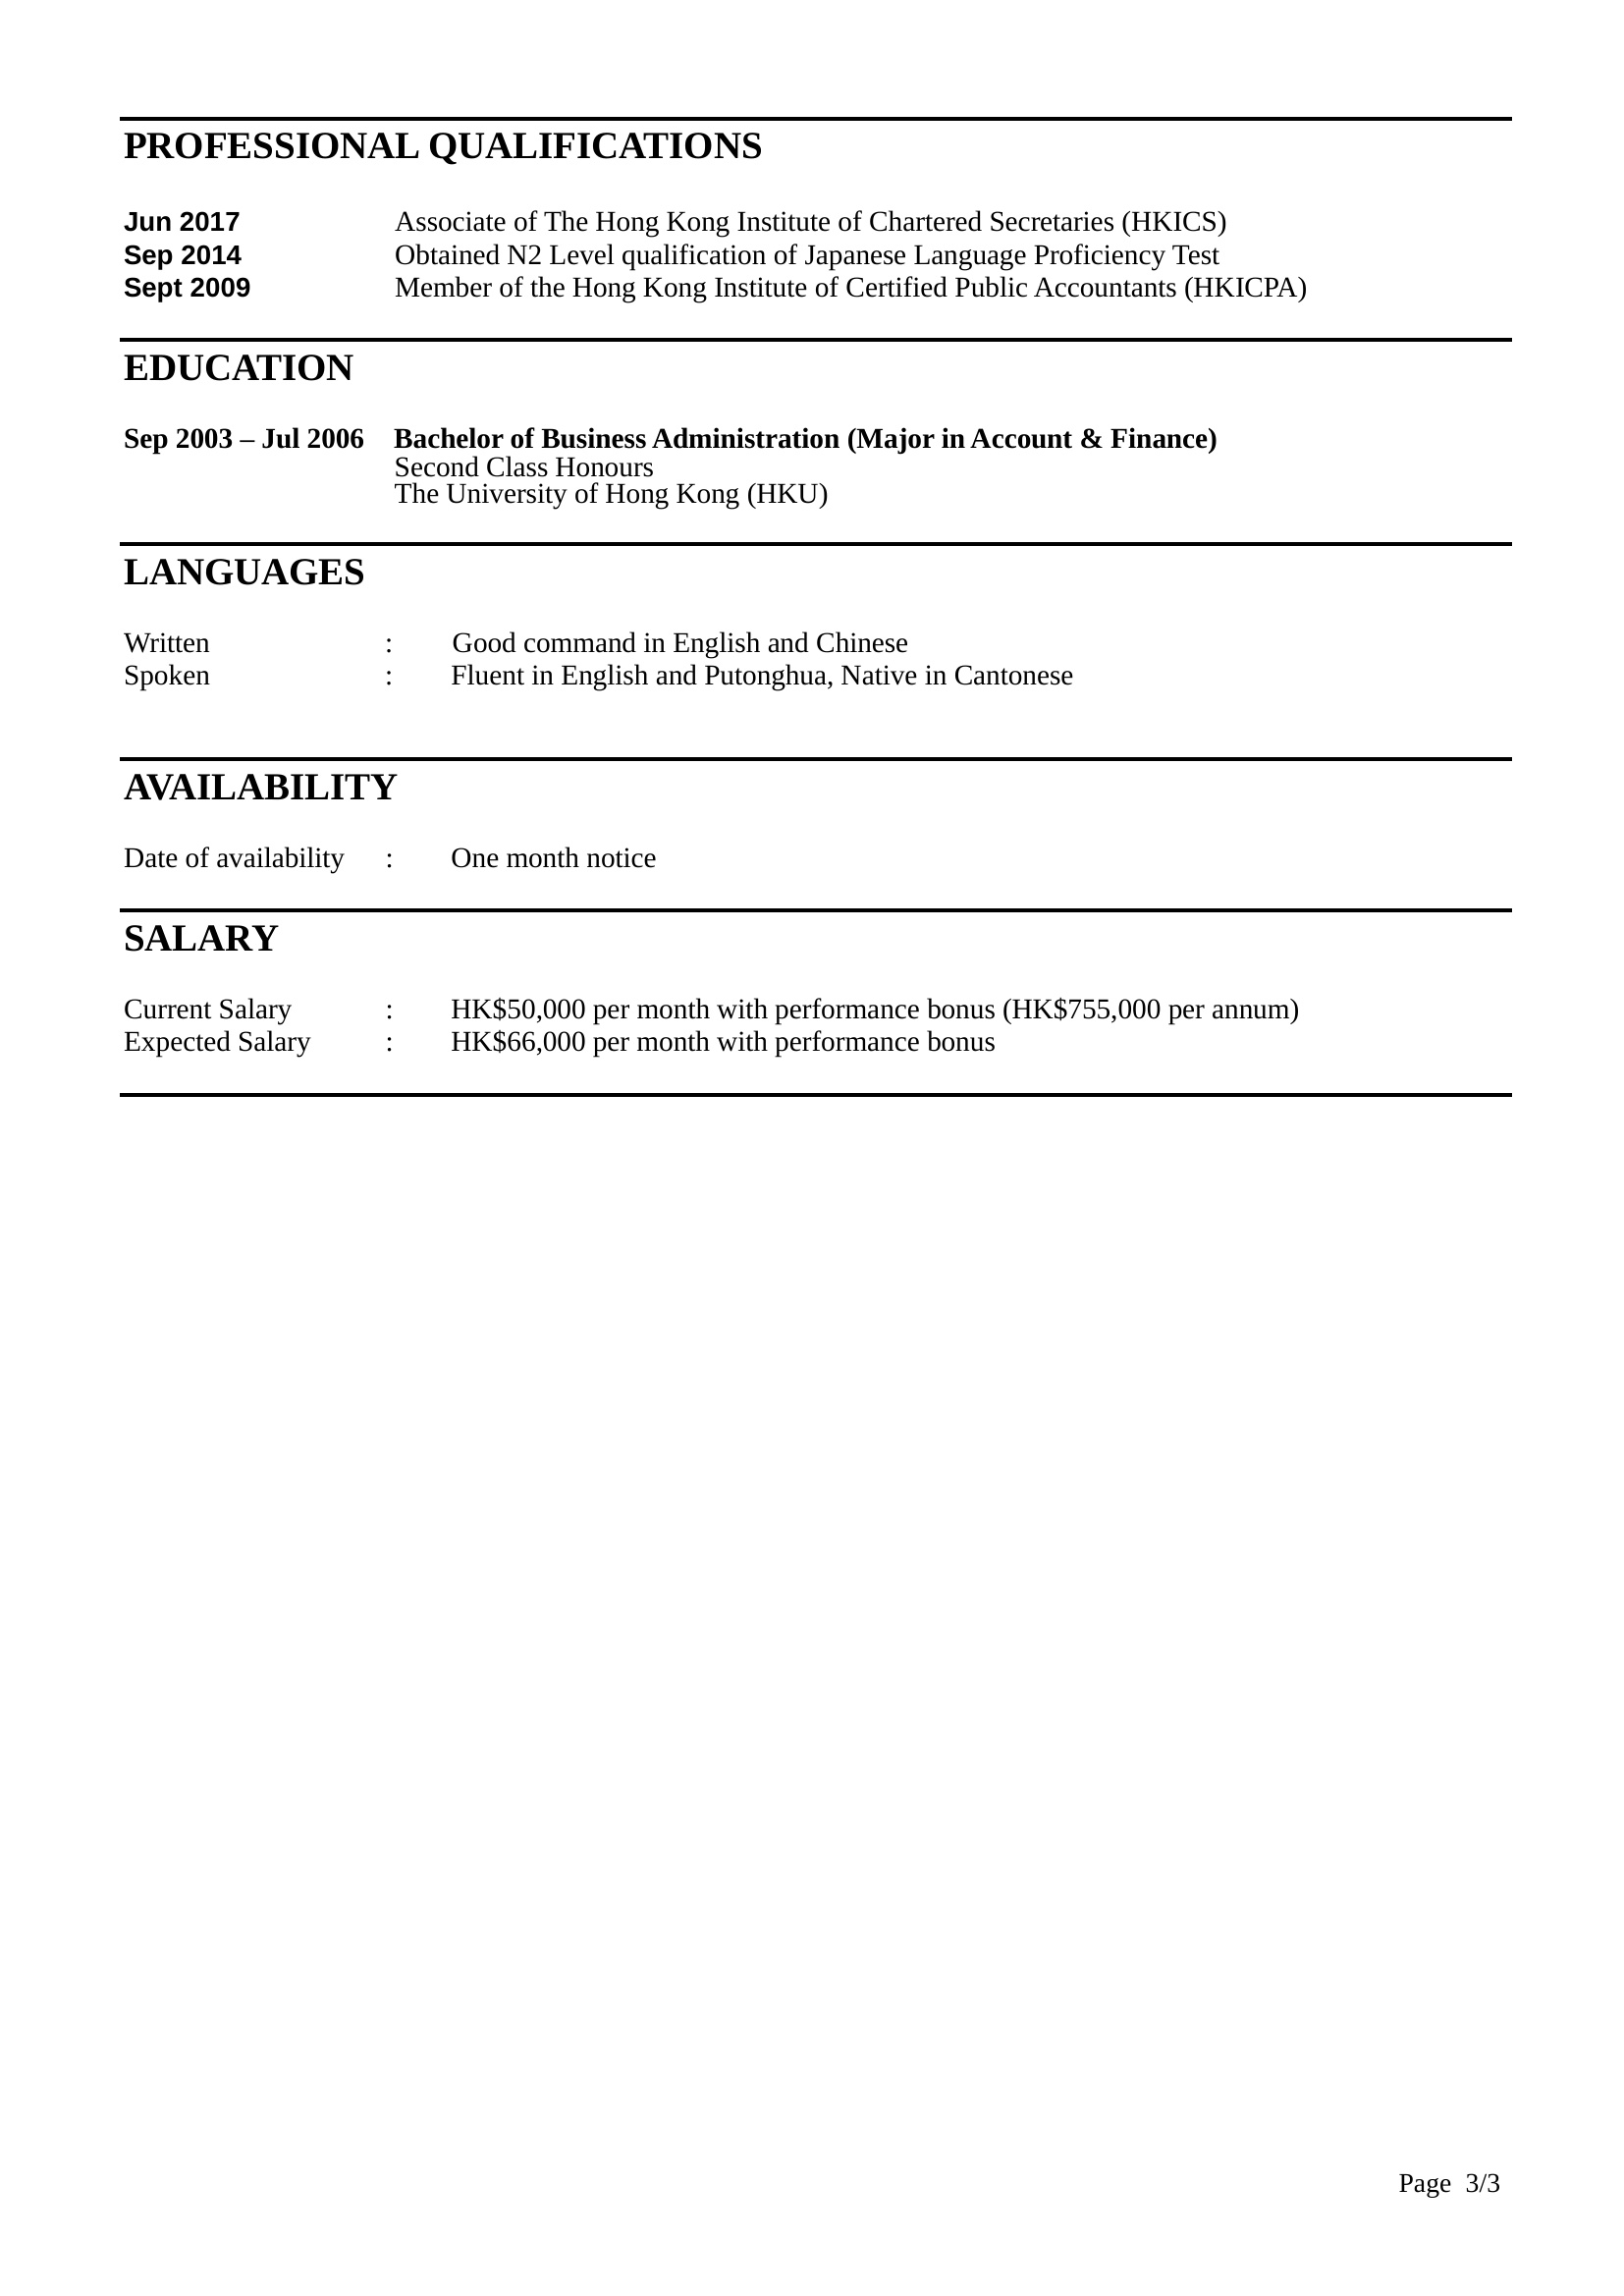 PROFESSIONAL QUALIFICATIONS
Jun 2017 Associate of The Hong Kong Institute of Chartered Secretaries (HKICS)
Sep 2014 Obtained N2 Level qualification of Japanese Language Proficiency Test
Sept 2009 Member of the Hong Kong Institute of Certified Public Accountants (HKICPA)
EDUCATION
Sep 2003 – Jul 2006 Bachelor of Business Administration (Major in Account & Finance)
Second Class Honours
The University of Hong Kong (HKU)
LANGUAGES
Written : Good command in English and Chinese
Spoken : Fluent in English and Putonghua, Native in Cantonese
AVAILABILITY
Date of availability : One month notice
SALARY
Current Salary : HK$50,000 per month with performance bonus (HK$755,000 per annum)
Expected Salary : HK$66,000 per month with performance bonus
Page 3/3